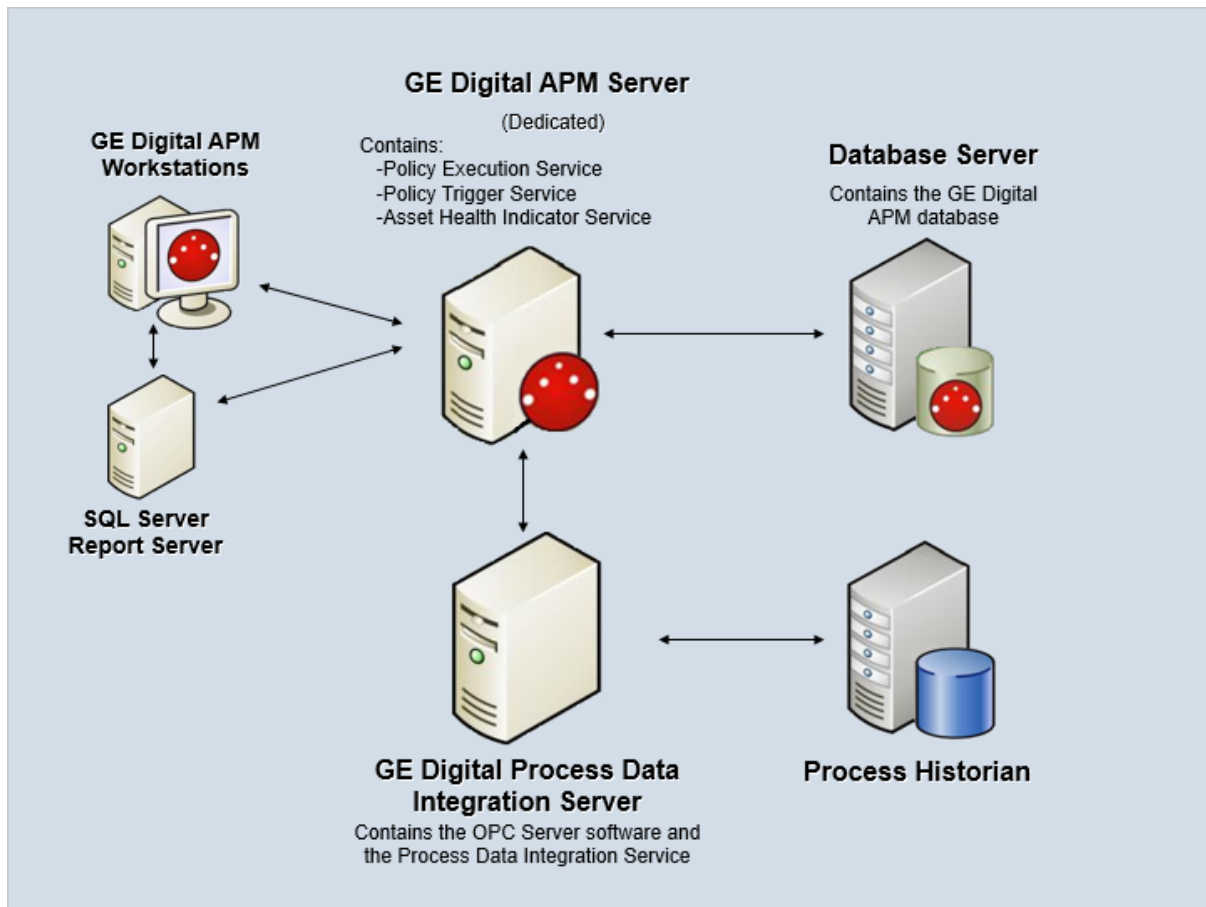 GE Digital APM Server
(Dedicated)
Contains:
-Policy Execution Service
-Policy Trigger Service
-Asset Health Indicator Service
GE Digital APM
Workstations
Database Server
Contains the GE Digital
APM database
SQL Server
Report Server
GE Digital Process Data
Integration Server
Contains the OPC Server software and
the Process Data Integration Service
Process Historian